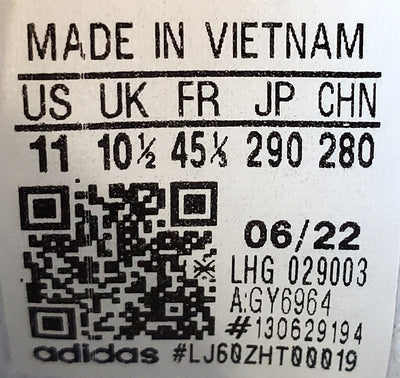 MADE IN VIETNAM
US UK FR JP CHN
11 10½ 45⅓ 290 280
06/22
LHG 029003
A:GY6964
#130629194
adidas #LJ60ZHT00019